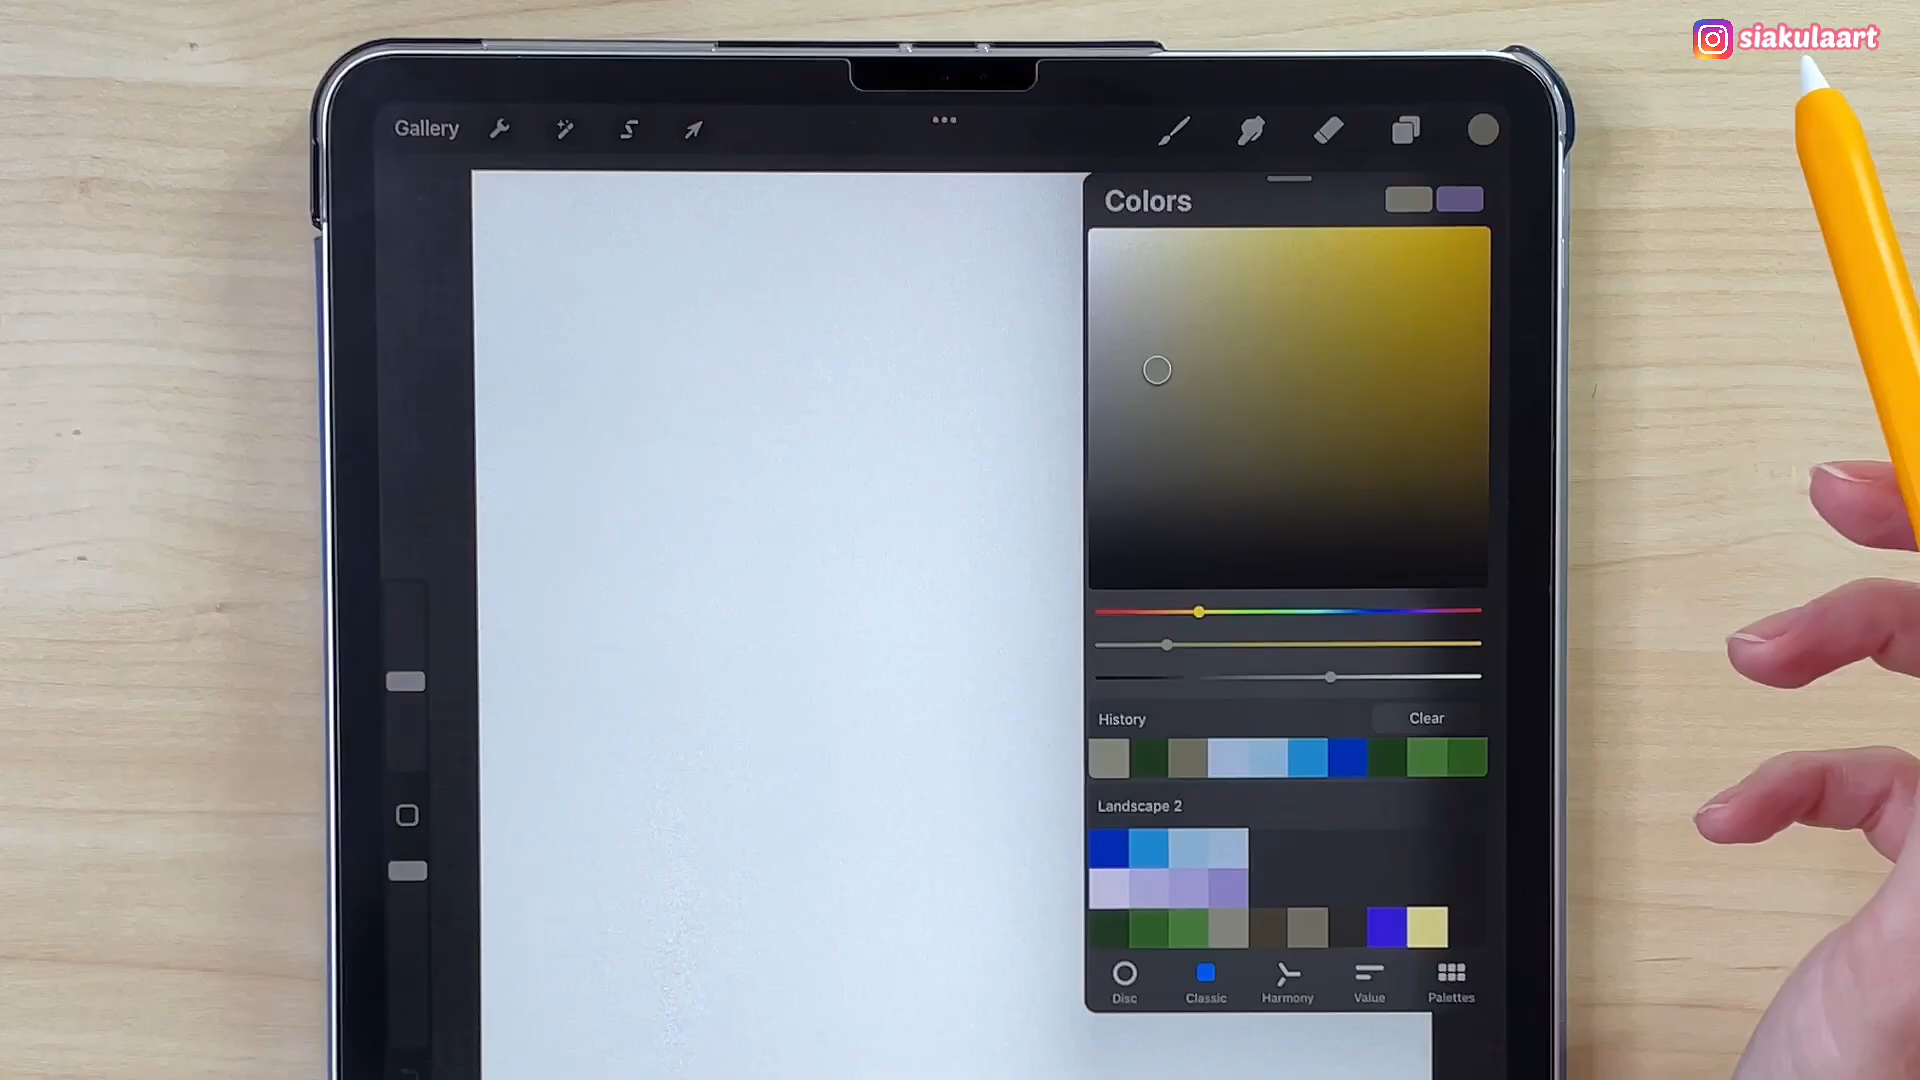 siakulaart
Gallery
Colors
History
Clear
Landscape 2
Disc
Classic
Harmony
Value
Palettes